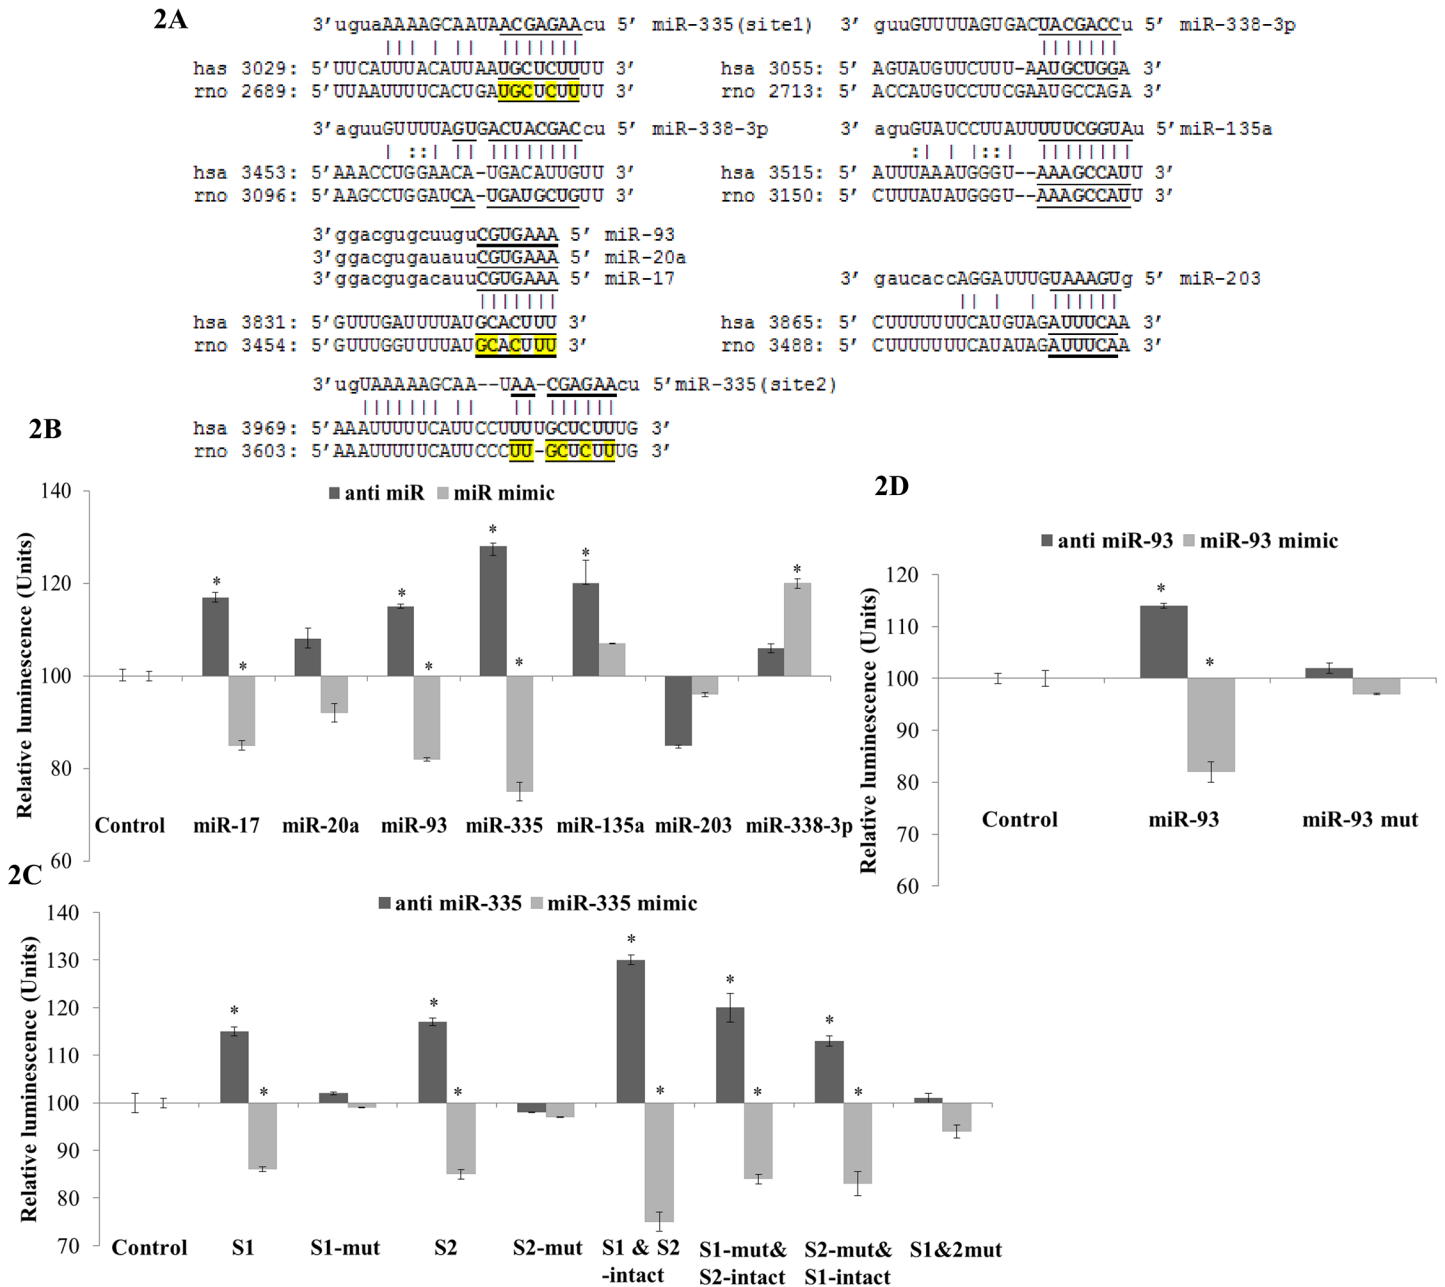 2A
3'uguaAAAAGCAAUAACGAGAAcu 5' miR-335(site1)
has 3029: 5'UUCAUUUACAUUAAUGCUCUUUU 3'
rno 2689: 5'UUAAUUUUCACUGAUGCUCUUUU 3'
3' guuGUUUUAGUGACUACGACCu 5' miR-338-3p
hsa 3055: 5' AGUAUGUUCUUU-AAUGCUGGA 3'
rno 2713: 5' ACCAUGUCCUUCGAAUGCCAGA 3'
3'aguuGUUUUAGUGACUACGACcu 5' miR-338-3p
hsa 3453: 5'AAACCUGGAACA-UGACAUUGUU 3'
rno 3096: 5'AAGCCUGGAUCA-UGAUGCUGUU 3'
3' aguGUAUCCUUAUUUUUCGGUAu 5'miR-135a
hsa 3515: 5' AUUUAAAUGGGU--AAAGCCAUU 3'
rno 3150: 5' CUUUAUAUGGGU--AAAGCCAUU 3'
3'ggacgugcuuguCGUGAAA 5' miR-93
3'ggacgugauauuCGUGAAA 5' miR-20a
3'ggacgugacauuCGUGAAA 5' miR-17
hsa 3831: 5'GUUUGAUUUUAUGCACUUU 3'
rno 3454: 5'GUUUGGUUUUAUGCACUUU 3'
3' gaucaccAGGAUUUGUAAAGUg 5' miR-203
hsa 3865: 5' CUUUUUUUCAUGUAGAUUUCAA 3'
rno 3488: 5' CUUUUUUUCAUAUAGAUUUCAA 3'
3'ugUAAAAAGCAA--UAA-CGAGAAcu 5'miR-335(site2)
hsa 3969: 5'AAAUUUUUCAUUCCUUUUGCUCUUUG 3'
rno 3603: 5'AAAUUUUUCAUUCCCUU-GCUCUUUG 3'
2B
anti miR
miR mimic
Relative luminescence (Units)
140
120
100
80
60
*
*
*
*
*
*
*
*
Control
miR-17
miR-20a
miR-93
miR-335
miR-135a
miR-203
miR-338-3p
2D
anti miR-93
miR-93 mimic
Relative luminescence (Units)
120
110
100
90
80
70
60
*
*
Control
miR-93
miR-93 mut
2C
anti miR-335
miR-335 mimic
Relative luminescence (Units)
140
130
120
110
100
90
80
70
*
*
*
*
*
*
*
*
*
*
Control
S1
S1-mut
S2
S2-mut
S1 & S2
-intact
S1-mut&
S2-intact
S2-mut&
S1-intact
S1&2mut